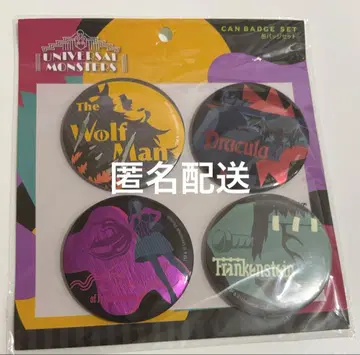 UNIVERSAL
MONSTERS
CAN BADGE SET
缶バッジセット
The
Wolf
Man
Dracula
匿名配送
Frankenstein